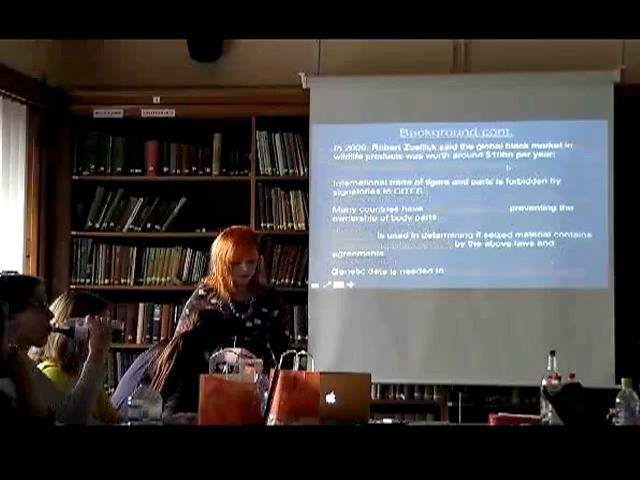 Background.com.
In 2009, Robert Zoellick said the global black market in
wildlife products was worth around $10bn per year.
International trade of tigers and parts is forbidden by
signatories to CITES.
Many countries have preventing the
ownership of body parts
is used in determining if seized material contains
by the above laws and
agreements.
Genetic data is needed to